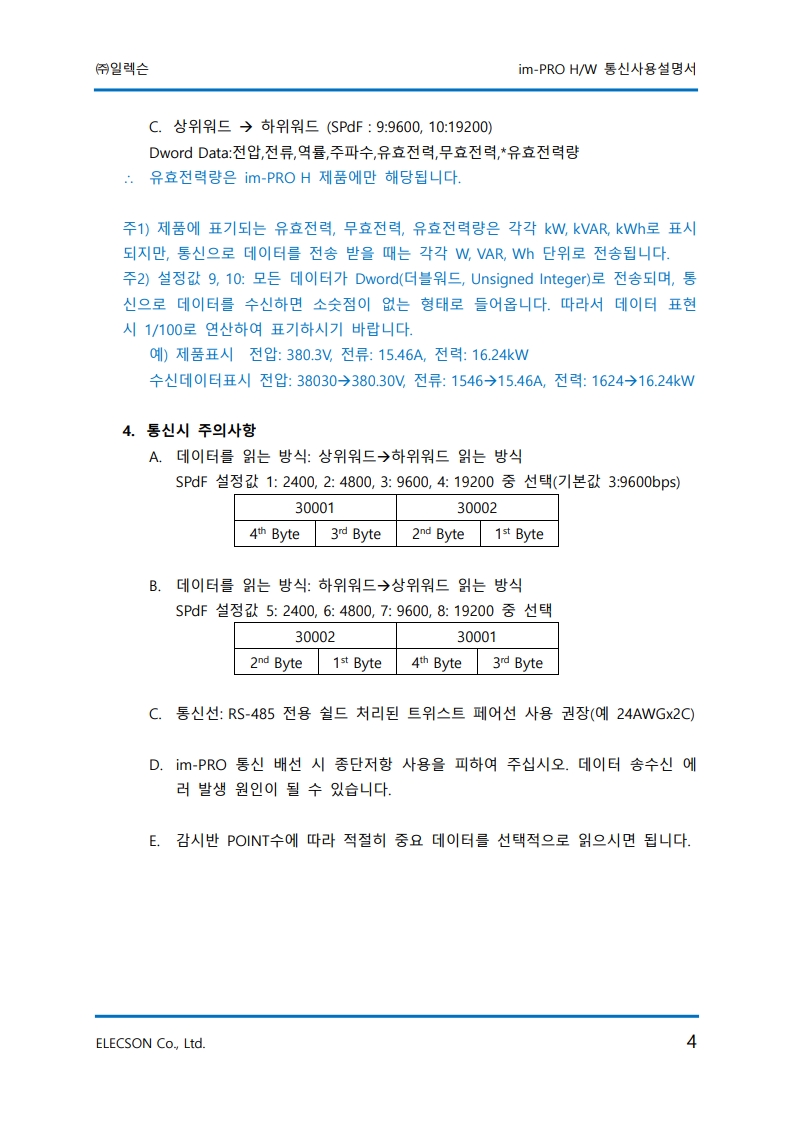 ㈜일렉슨 im-PRO H/W 통신사용설명서
C. 상위워드 → 하위워드 (SPdF : 9:9600, 10:19200)
Dword Data:전압,전류,역률,주파수,유효전력,무효전력,*유효전력량
∴ 유효전력량은 im-PRO H 제품에만 해당됩니다.
주1) 제품에 표기되는 유효전력, 무효전력, 유효전력량은 각각 kW, kVAR, kWh로 표시
되지만, 통신으로 데이터를 전송 받을 때는 각각 W, VAR, Wh 단위로 전송됩니다.
주2) 설정값 9, 10: 모든 데이터가 Dword(더블워드, Unsigned Integer)로 전송되며, 통
신으로 데이터를 수신하면 소숫점이 없는 형태로 들어옵니다. 따라서 데이터 표현
시 1/100로 연산하여 표기하시기 바랍니다.
예) 제품표시 전압: 380.3V, 전류: 15.46A, 전력: 16.24kW
수신데이터표시 전압: 38030→380.30V, 전류: 1546→15.46A, 전력: 1624→16.24kW
4. 통신시 주의사항
A. 데이터를 읽는 방식: 상위워드→하위워드 읽는 방식
SPdF 설정값 1: 2400, 2: 4800, 3: 9600, 4: 19200 중 선택(기본값 3:9600bps)
30001 30002
4th Byte 3rd Byte 2nd Byte 1st Byte
B. 데이터를 읽는 방식: 하위워드→상위워드 읽는 방식
SPdF 설정값 5: 2400, 6: 4800, 7: 9600, 8: 19200 중 선택
30002 30001
2nd Byte 1st Byte 4th Byte 3rd Byte
C. 통신선: RS-485 전용 쉴드 처리된 트위스트 페어선 사용 권장(예 24AWGx2C)
D. im-PRO 통신 배선 시 종단저항 사용을 피하여 주십시오. 데이터 송수신 에
러 발생 원인이 될 수 있습니다.
E. 감시반 POINT수에 따라 적절히 중요 데이터를 선택적으로 읽으시면 됩니다.
ELECSON Co., Ltd. 4